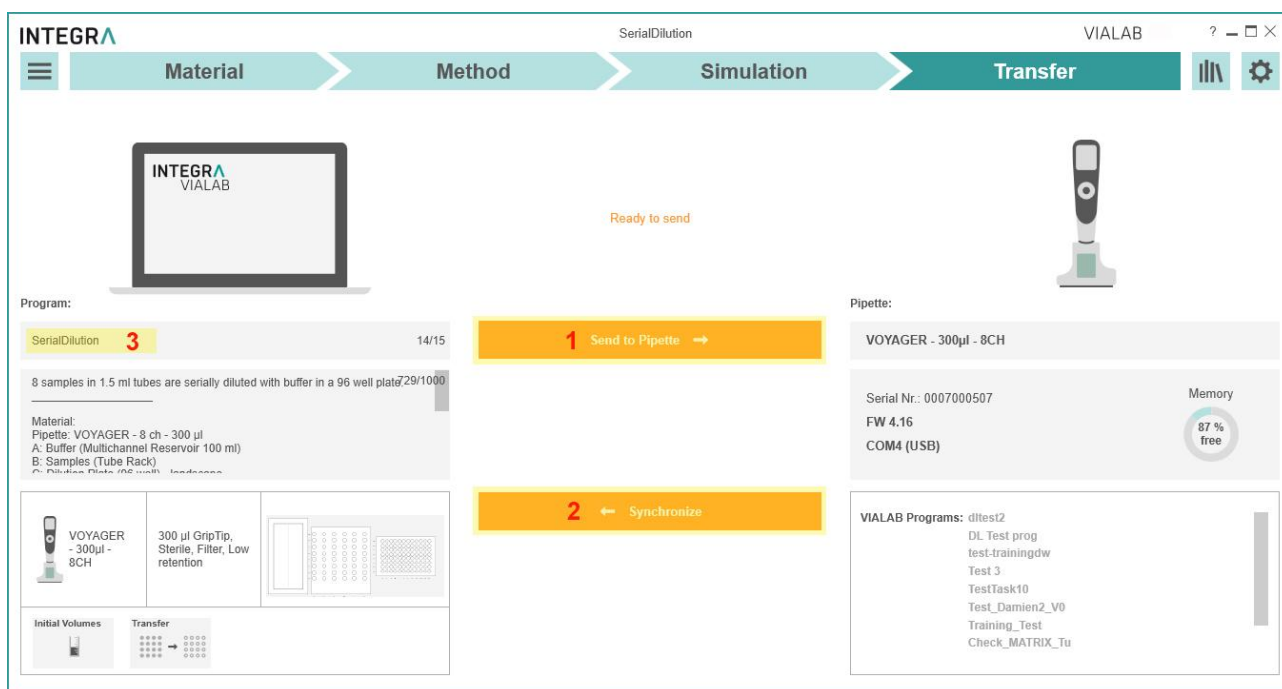 INTEGRA
SerialDilution
VIALAB
?
Material
Method
Simulation
Transfer
INTEGRA
VIALAB
Ready to send
Program:
Pipette:
SerialDilution 3
14/15
1 Send to Pipette →
VOYAGER - 300µl - 8CH
8 samples in 1.5 ml tubes are serially diluted with buffer in a 96 well plate.
729/1000
Material:
Pipette: VOYAGER - 8 ch - 300 µl
A: Buffer (Multichannel Reservoir 100 ml)
B: Samples (Tube Rack)
C: Dilution Plate (96 well) - landscape
Serial Nr.: 0007000507
FW 4.16
COM4 (USB)
Memory
87 %
free
2 ← Synchronize
VOYAGER
- 300µl -
8CH
300 µl GripTip,
Sterile, Filter, Low
retention
Initial Volumes
Transfer
VIALAB Programs: dltest2
DL Test prog
test-trainingdw
Test 3
TestTask10
Test_Damien2_V0
Training_Test
Check_MATRIX_Tu